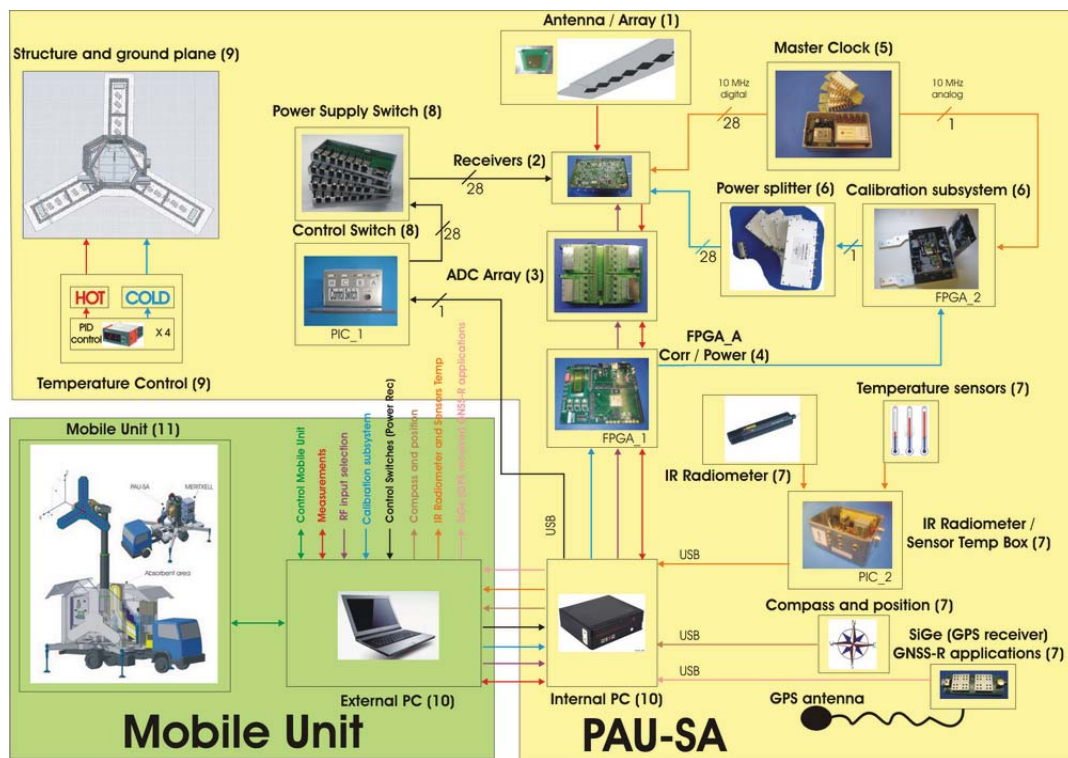 Antenna / Array (1)
Structure and ground plane (9)
Master Clock (5)
10 MHz
digital
28
10 MHz
analog
1
Power Supply Switch (8)
Receivers (2)
28
Power splitter (6)
Calibration subsystem (6)
28
1
FPGA_2
28
Control Switch (8)
PIC_1
1
ADC Array (3)
HOT
COLD
PID
control
X 4
Temperature Control (9)
FPGA_A
Corr / Power (4)
FPGA_1
Temperature sensors (7)
IR Radiometer (7)
IR Radiometer /
Sensor Temp Box (7)
PIC_2
USB
USB
Compass and position (7)
USB
SiGe (GPS receiver)
GNSS-R applications (7)
USB
GPS antenna
Mobile Unit (11)
PAU-SA
MERITXELL
Absorbent area
Control Mobile Unit
Measurements
RF input selection
Calibration subsystem
Control Switches (Power Rec)
Compass and position
IR Radiometer and Sensors Temp
SiGe (GPS receiver) GNSS-R applications
External PC (10)
Internal PC (10)
Mobile Unit
PAU-SA